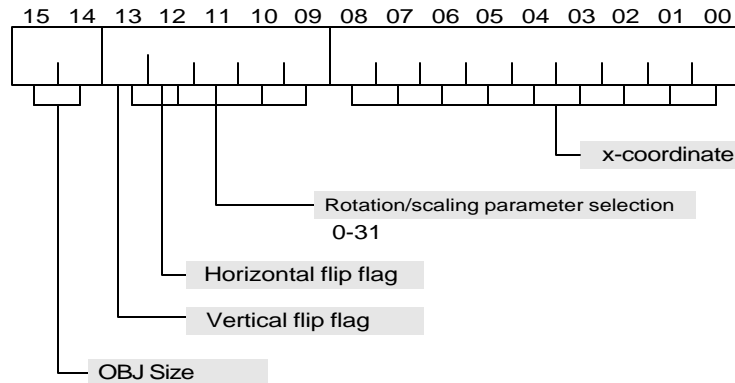 15 14 13 12 11 10 09 08 07 06 05 04 03 02 01 00
x-coordinate
Rotation/scaling parameter selection
0-31
Horizontal flip flag
Vertical flip flag
OBJ Size